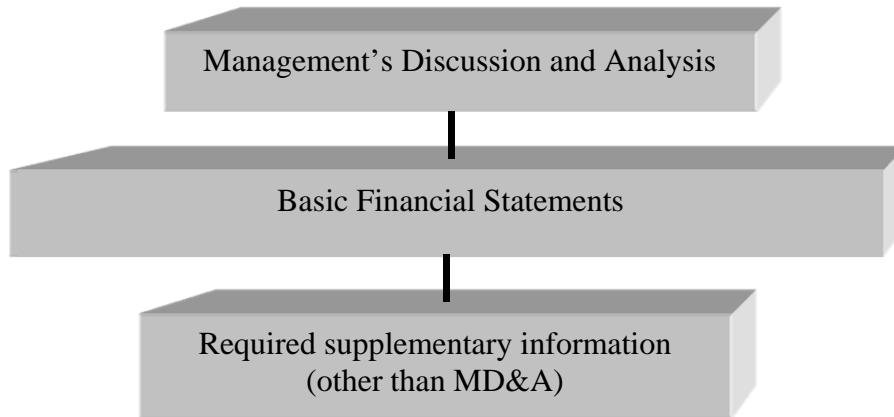 Management’s Discussion and Analysis
Basic Financial Statements
Required supplementary information
(other than MD&A)